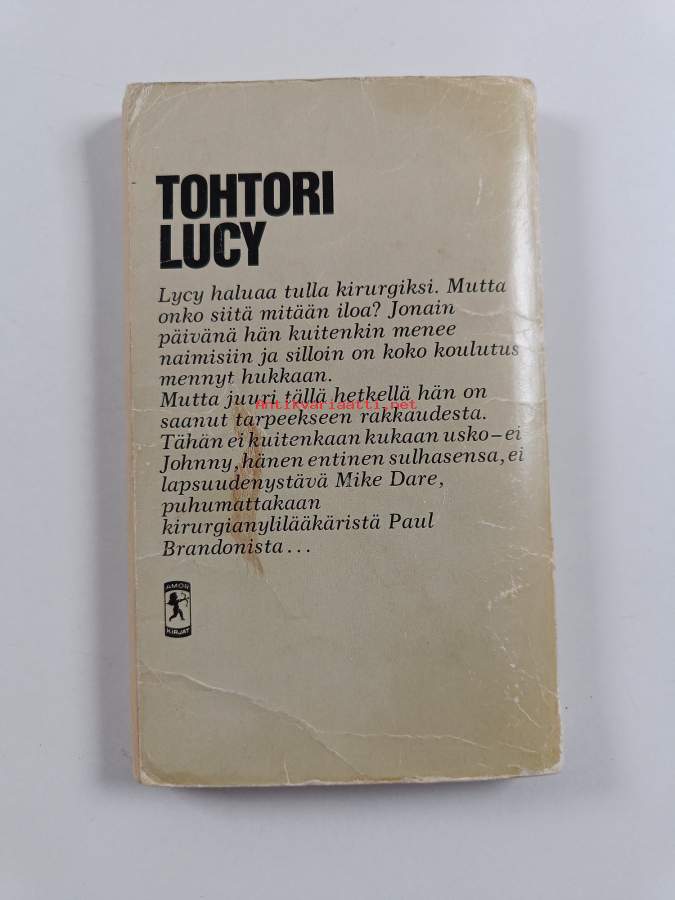 TOHTORI
LUCY
Lycy haluaa tulla kirurgiksi. Mutta
onko siitä mitään iloa? Jonain
päivänä hän kuitenkin menee
naimisiin ja silloin on koko koulutus
mennyt hukkaan.
Mutta juuri tällä hetkellä hän on
Antikvariaatti.net
saanut tarpeekseen rakkaudesta.
Tähän ei kuitenkaan kukaan usko – ei
Johnny, hänen entinen sulhasensa, ei
lapsuudenystävä Mike Dare,
puhumattakaan
kirurgianylilääkäristä Paul
Brandonista...
AMOR
KIRJAT